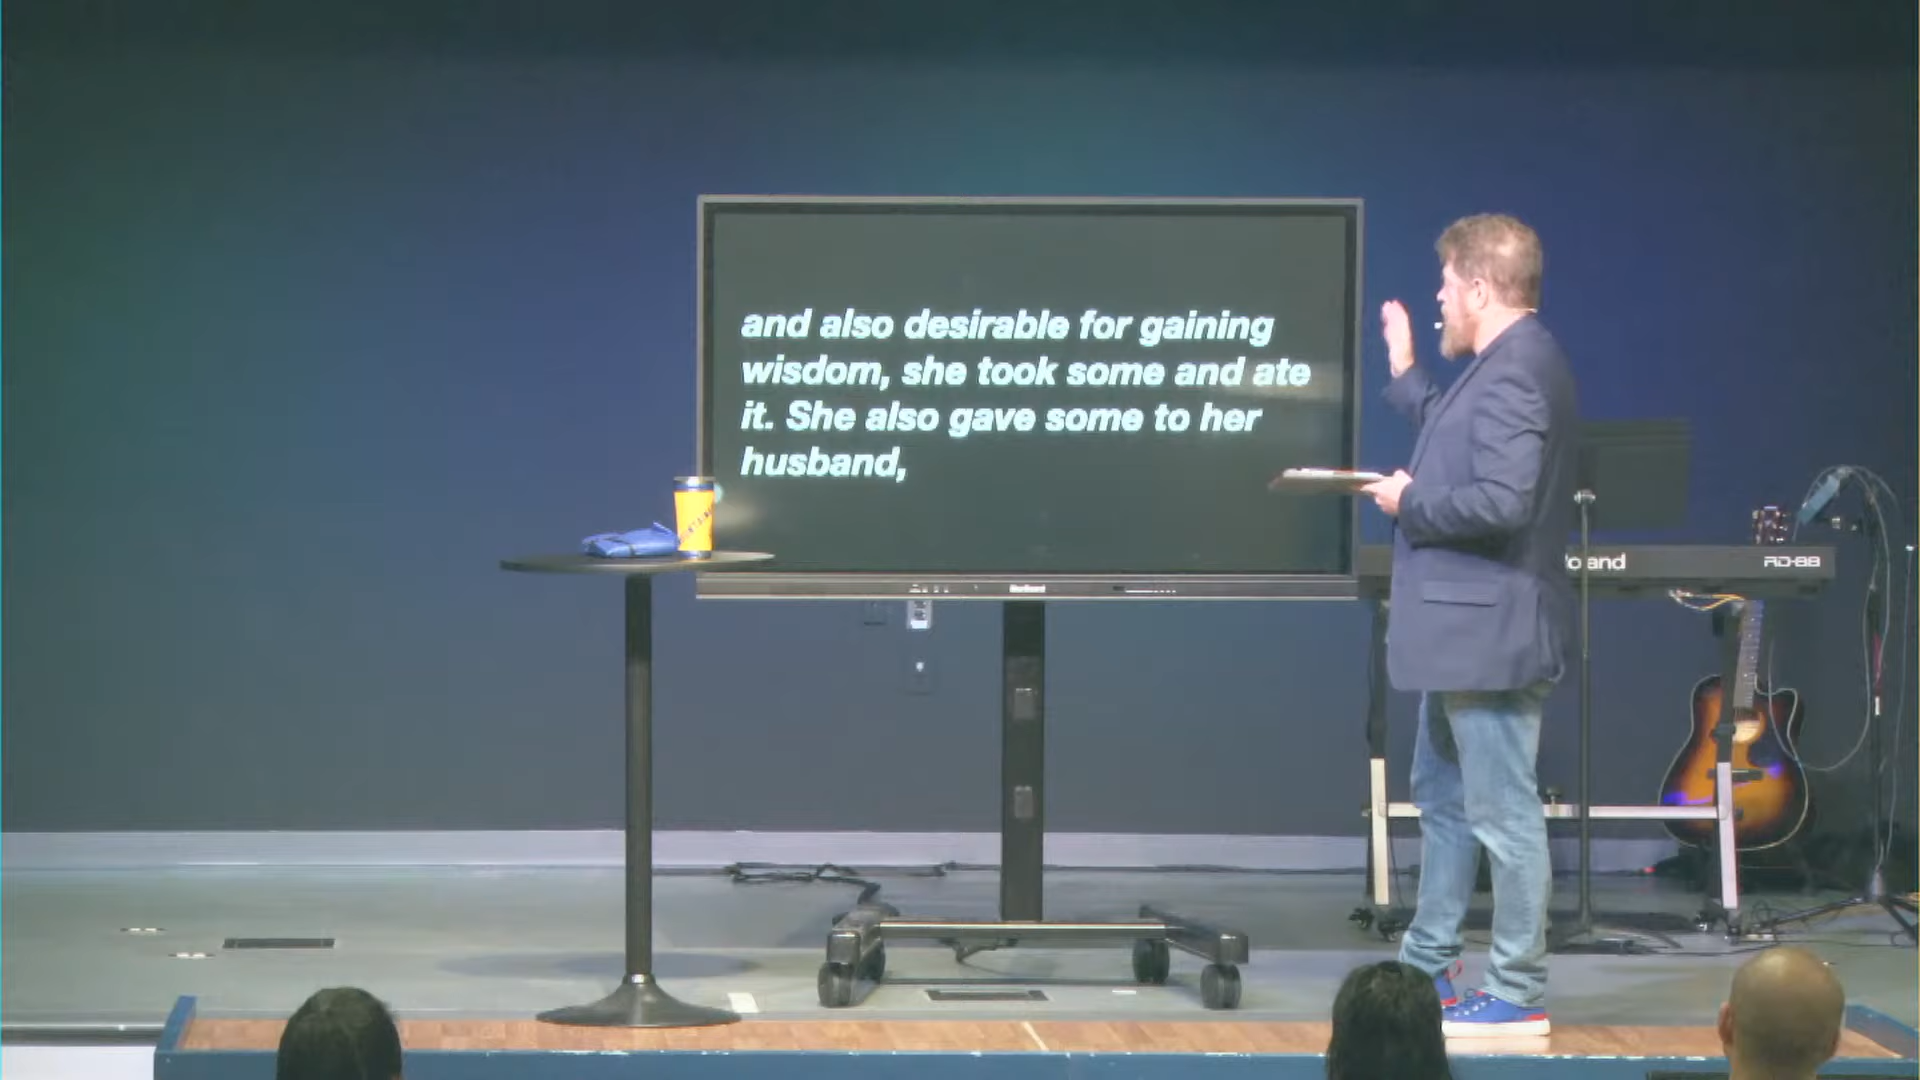 and also desirable for gaining
wisdom, she took some and ate
it. She also gave some to her
husband,
Roland RD-88